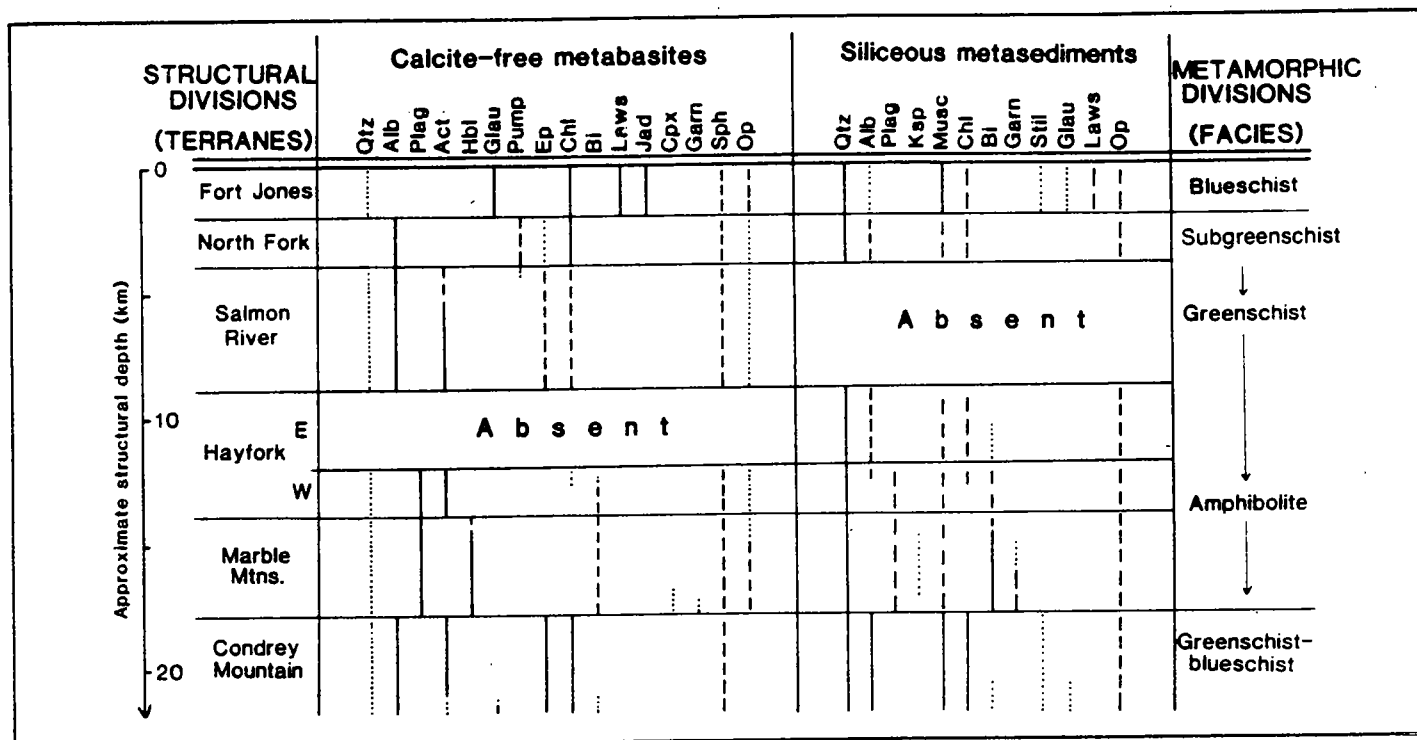 STRUCTURAL DIVISIONS (TERRANES)
Calcite-free metabasites
Siliceous metasediments
METAMORPHIC DIVISIONS (FACIES)
Qtz Alb Plag Act Hbl Glau Pump Ep Chl Bi Laws Jad Cpx Garn Sph Op
Qtz Alb Plag Ksp Musc Chl Bi Garn Stil Glau Laws Op
Approximate structural depth (km)
0
10
20
Fort Jones
Blueschist
North Fork
Subgreenschist
Salmon River
Absent
Greenschist
E
Hayfork
W
Absent
Amphibolite
Marble Mtns.
Condrey Mountain
Greenschist-blueschist